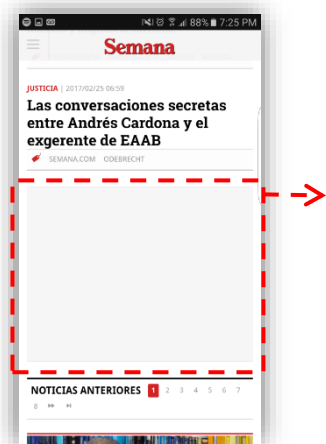 88% 7:25 PM
Semana
JUSTICIA | 2017/02/25 06:59
Las conversaciones secretas
entre Andrés Cardona y el
exgerente de EAAB
SEMANA.COM ODEBRECHT
NOTICIAS ANTERIORES 1 2 3 4 5 6 7
8